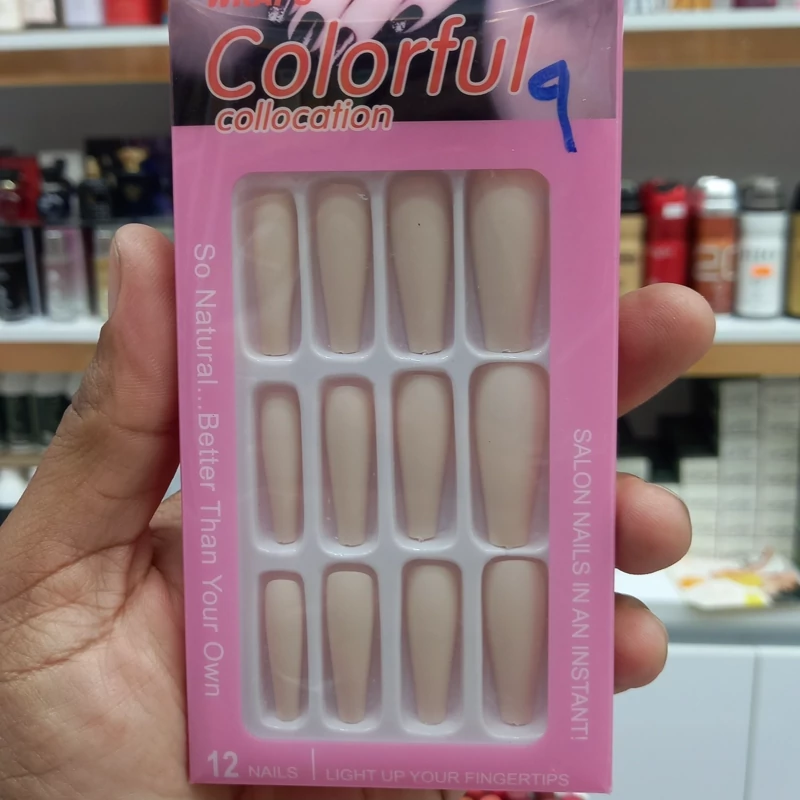 Colorful
collocation
9
So Natural...Better Than Your Own
SALON NAILS IN AN INSTANT!
12 NAILS | LIGHT UP YOUR FINGERTIPS